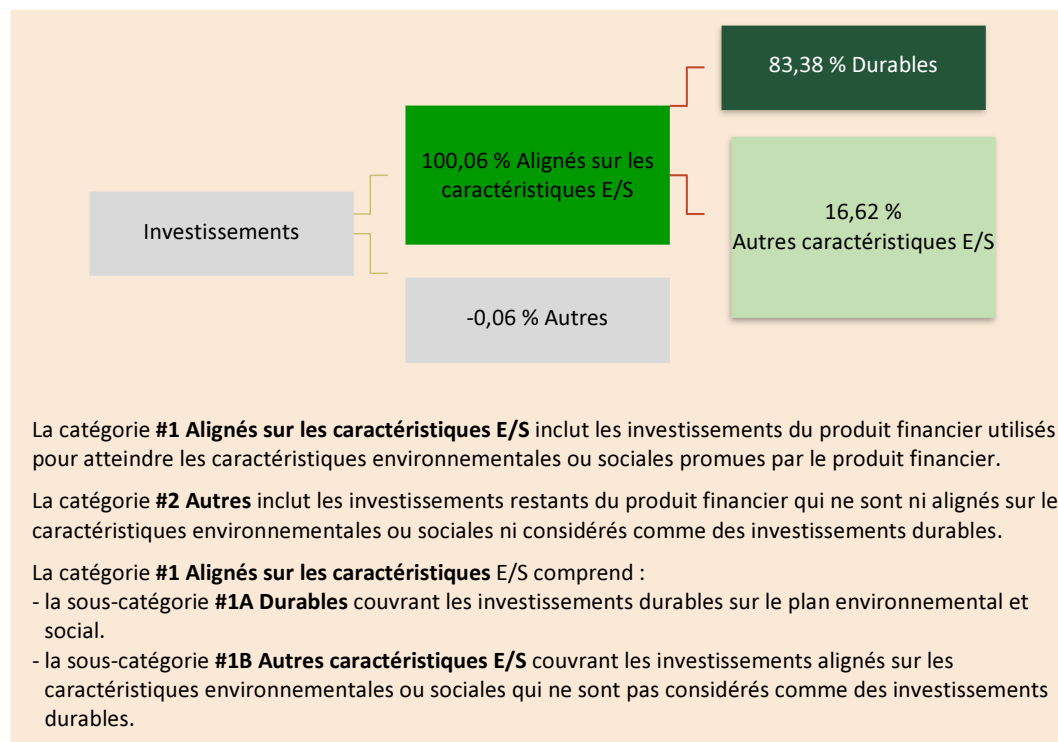 83,38 % Durables
100,06 % Alignés sur les
caractéristiques E/S
16,62 %
Autres caractéristiques E/S
Investissements
-0,06 % Autres
La catégorie #1 Alignés sur les caractéristiques E/S inclut les investissements du produit financier utilisés
pour atteindre les caractéristiques environnementales ou sociales promues par le produit financier.
La catégorie #2 Autres inclut les investissements restants du produit financier qui ne sont ni alignés sur le
caractéristiques environnementales ou sociales ni considérés comme des investissements durables.
La catégorie #1 Alignés sur les caractéristiques E/S comprend :
- la sous-catégorie #1A Durables couvrant les investissements durables sur le plan environnemental et
social.
- la sous-catégorie #1B Autres caractéristiques E/S couvrant les investissements alignés sur les
caractéristiques environnementales ou sociales qui ne sont pas considérés comme des investissements
durables.